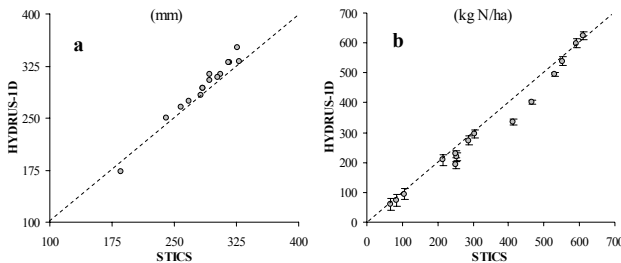 (mm)
a
400
325
250
175
100
HYDRUS-1D
100 175 250 325 400
STICS
(kg N/ha)
b
700
600
500
400
300
200
100
0
HYDRUS-1D
0 100 200 300 400 500 600 700
STICS